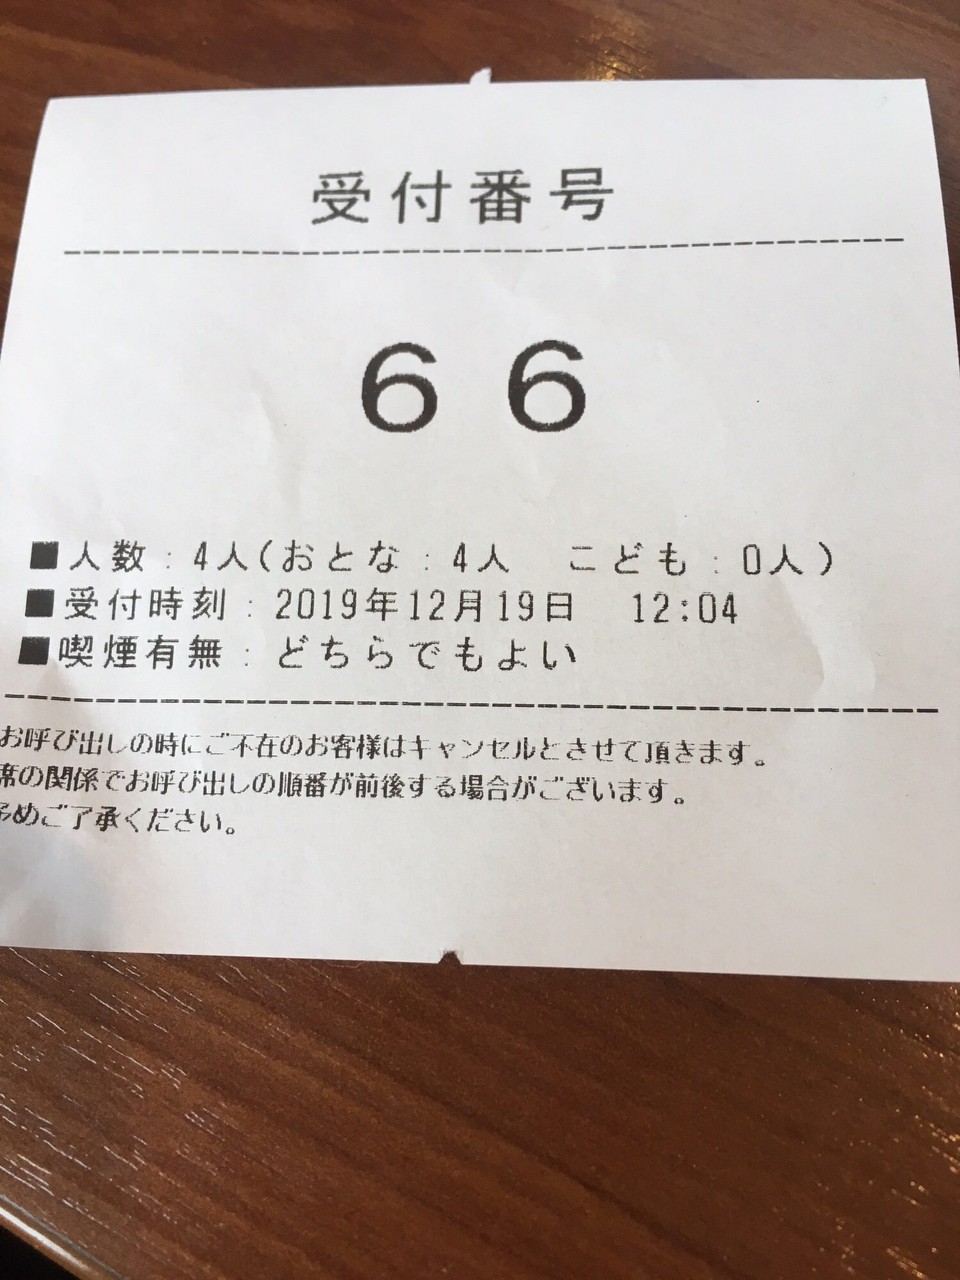 受付番号
66
■人数：4人(おとな：4人　こども：0人)
■受付時刻：2019年12月19日　12:04
■喫煙有無：どちらでもよい
お呼び出しの時にご不在のお客様はキャンセルとさせて頂きます。
席の関係でお呼び出しの順番が前後する場合がございます。
予めご了承ください。